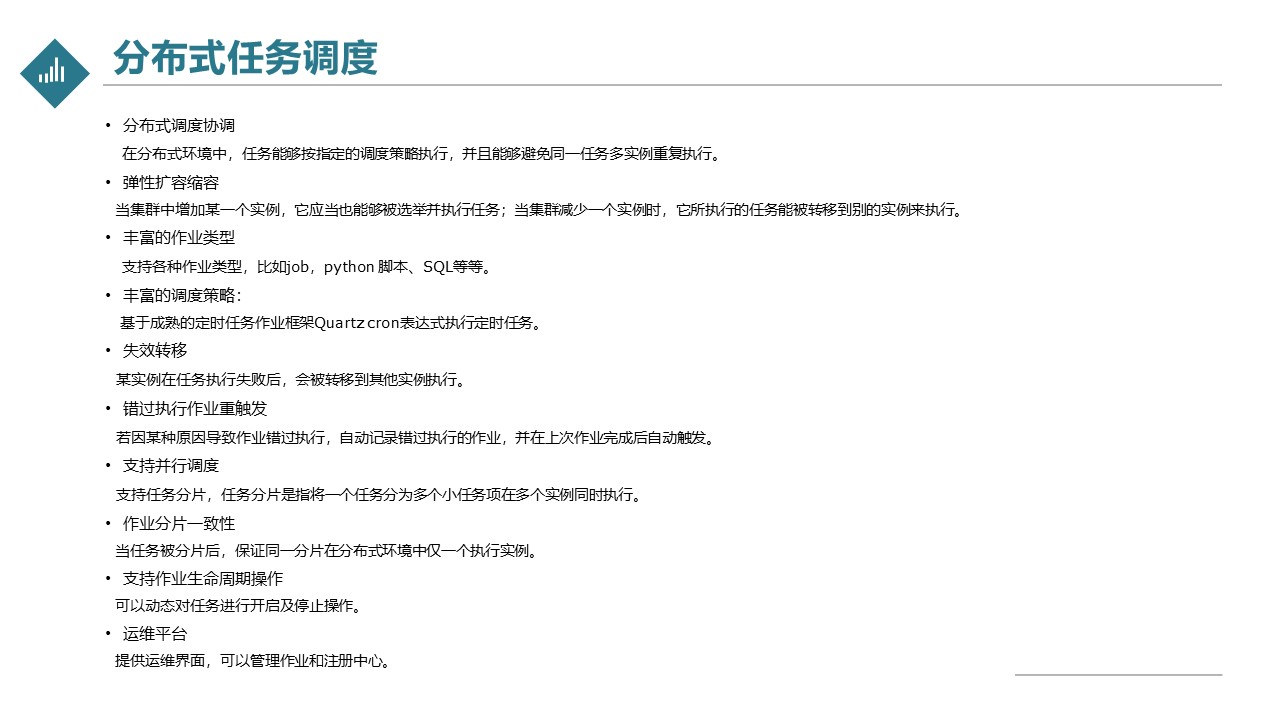 分布式任务调度
• 分布式调度协调
在分布式环境中，任务能够按指定的调度策略执行，并且能够避免同一任务多实例重复执行。
• 弹性扩容缩容
当集群中增加某一个实例，它应当也能够被选举并执行任务；当集群减少一个实例时，它所执行的任务能被转移到别的实例来执行。
• 丰富的作业类型
支持各种作业类型，比如job，python 脚本、SQL等等。
• 丰富的调度策略：
基于成熟的定时任务作业框架Quartz cron表达式执行定时任务。
• 失效转移
某实例在任务执行失败后，会被转移到其他实例执行。
• 错过执行作业重触发
若因某种原因导致作业错过执行，自动记录错过执行的作业，并在上次作业完成后自动触发。
• 支持并行调度
支持任务分片，任务分片是指将一个任务分为多个小任务项在多个实例同时执行。
• 作业分片一致性
当任务被分片后，保证同一分片在分布式环境中仅一个执行实例。
• 支持作业生命周期操作
可以动态对任务进行开启及停止操作。
• 运维平台
提供运维界面，可以管理作业和注册中心。